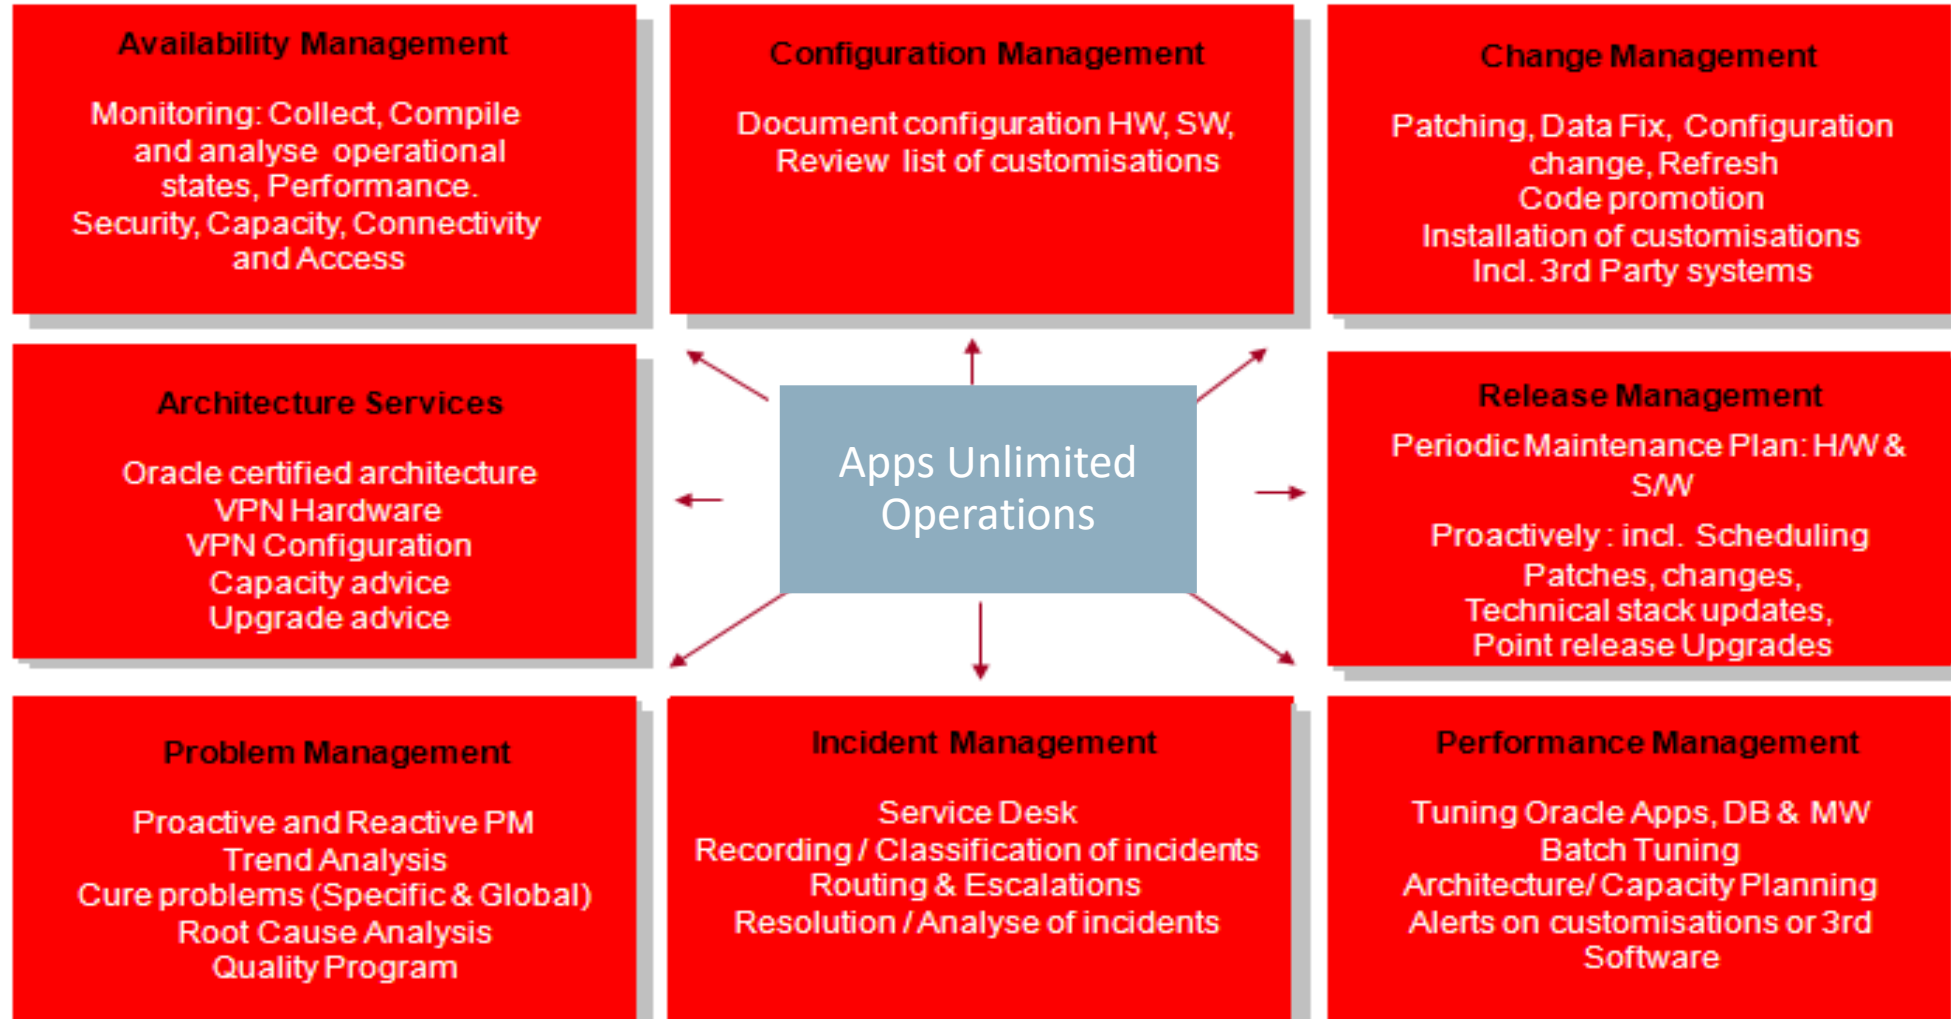 Availability Management
Monitoring: Collect, Compile
and analyse operational
states, Performance.
Security, Capacity, Connectivity
and Access
Configuration Management
Document configuration HW, SW,
Review list of customisations
Change Management
Patching, Data Fix, Configuration
change, Refresh
Code promotion
Installation of customisations
Incl. 3rd Party systems
Architecture Services
Oracle certified architecture
VPN Hardware
VPN Configuration
Capacity advice
Upgrade advice
Apps Unlimited
Operations
Release Management
Periodic Maintenance Plan: H/W &
S/W
Proactively : incl. Scheduling
Patches, changes,
Technical stack updates,
Point release Upgrades
Problem Management
Proactive and Reactive PM
Trend Analysis
Cure problems (Specific & Global)
Root Cause Analysis
Quality Program
Incident Management
Service Desk
Recording / Classification of incidents
Routing & Escalations
Resolution / Analyse of incidents
Performance Management
Tuning Oracle Apps, DB & MW
Batch Tuning
Architecture/ Capacity Planning
Alerts on customisations or 3rd
Software